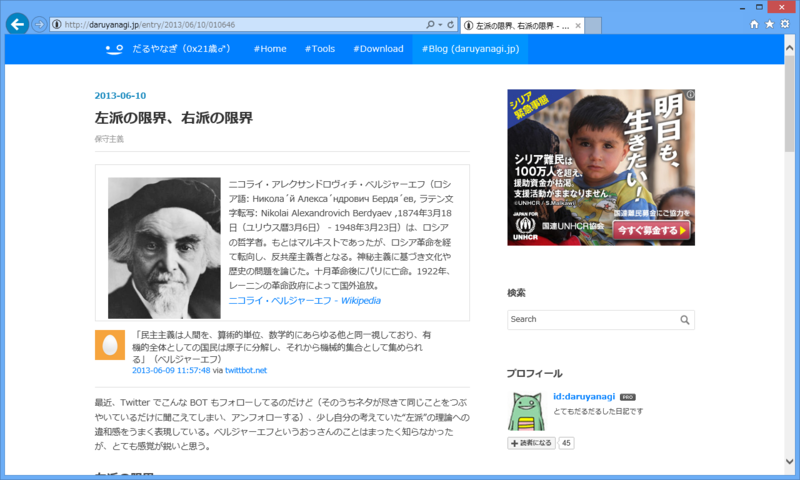 http://daruyanagi.jp/entry/2013/06/10/010646
左派の限界、右派の限界 - ...
だるやなぎ（0x21歳♂）
#Home
#Tools
#Download
#Blog (daruyanagi.jp)
2013-06-10
左派の限界、右派の限界
保守主義
ニコライ・アレクサンドロヴィチ・ベルジャーエフ（ロシ
ア語: Никола´й Алекса´ндрович Бердя´ев, ラテン文
字転写: Nikolai Alexandrovich Berdyaev ,1874年3月18
日（ユリウス暦3月6日） - 1948年3月23日）は、ロシア
の哲学者。もとはマルキストであったが、ロシア革命を経
て転向し、反共産主義者となる。神秘主義に基づき文化や
歴史の問題を論じた。十月革命後にパリに亡命。1922年、
レーニンの革命政府によって国外追放。
ニコライ・ベルジャーエフ - Wikipedia
「民主主義は人間を、算術的単位、数学的にあらゆる他と同一視しており、有
機的全体としての国民は原子に分解し、それから機械的集合として集められ
る」（ベルジャーエフ）
2013-06-09 11:57:48 via twittbot.net
最近、Twitter でこんな BOT もフォローしてるのだけど（そのうちネタが尽きて同じことをつぶ
やいているだけに聞こえてしまい、アンフォローする）、少し自分の考えていた“左派”の理論への
違和感をうまく表現している。ベルジャーエフというおっさんのことはまったく知らなかった
が、とても感覚が鋭いと思う。
左派の限界
シリア
緊急事態
明日も、
生きたい！
シリア難民は
100万人を超え、
援助資金が枯渇。
支援活動がままなりません。
©UNHCR / S.Malkawi
国連難民募金にご協力を
JAPAN FOR
UNHCR
国連UNHCR協会
今すぐ募金する
検索
Search
プロフィール
id:daruyanagi PRO
とてもだるだるした日記です
+ 読者になる 45